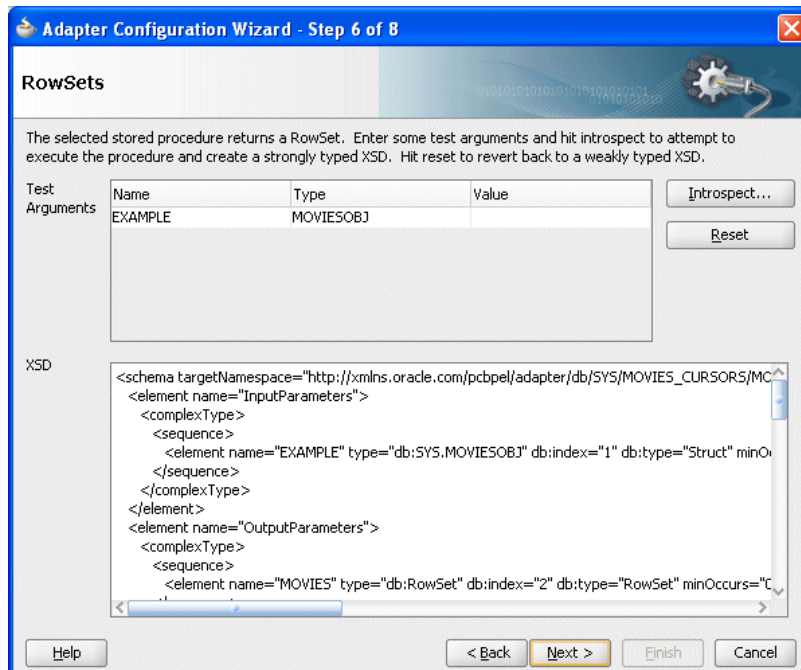 Adapter Configuration Wizard - Step 6 of 8
RowSets
0101010101010101010101010101
01010101010
The selected stored procedure returns a RowSet. Enter some test arguments and hit introspect to attempt to
execute the procedure and create a strongly typed XSD. Hit reset to revert back to a weakly typed XSD.
Test
Arguments
Name Type Value
EXAMPLE MOVIESOBJ
Introspect...
Reset
XSD
<schema targetNamespace="http://xmlns.oracle.com/pcbpel/adapter/db/SYS/MOVIES_CURSORS/MO
<element name="InputParameters">
<complexType>
<sequence>
<element name="EXAMPLE" type="db:SYS.MOVIESOBJ" db:index="1" db:type="Struct" minO
</sequence>
</complexType>
</element>
<element name="OutputParameters">
<complexType>
<sequence>
<element name="MOVIES" type="db:RowSet" db:index="2" db:type="RowSet" minOccurs="0
Help
< Back
Next >
Finish
Cancel